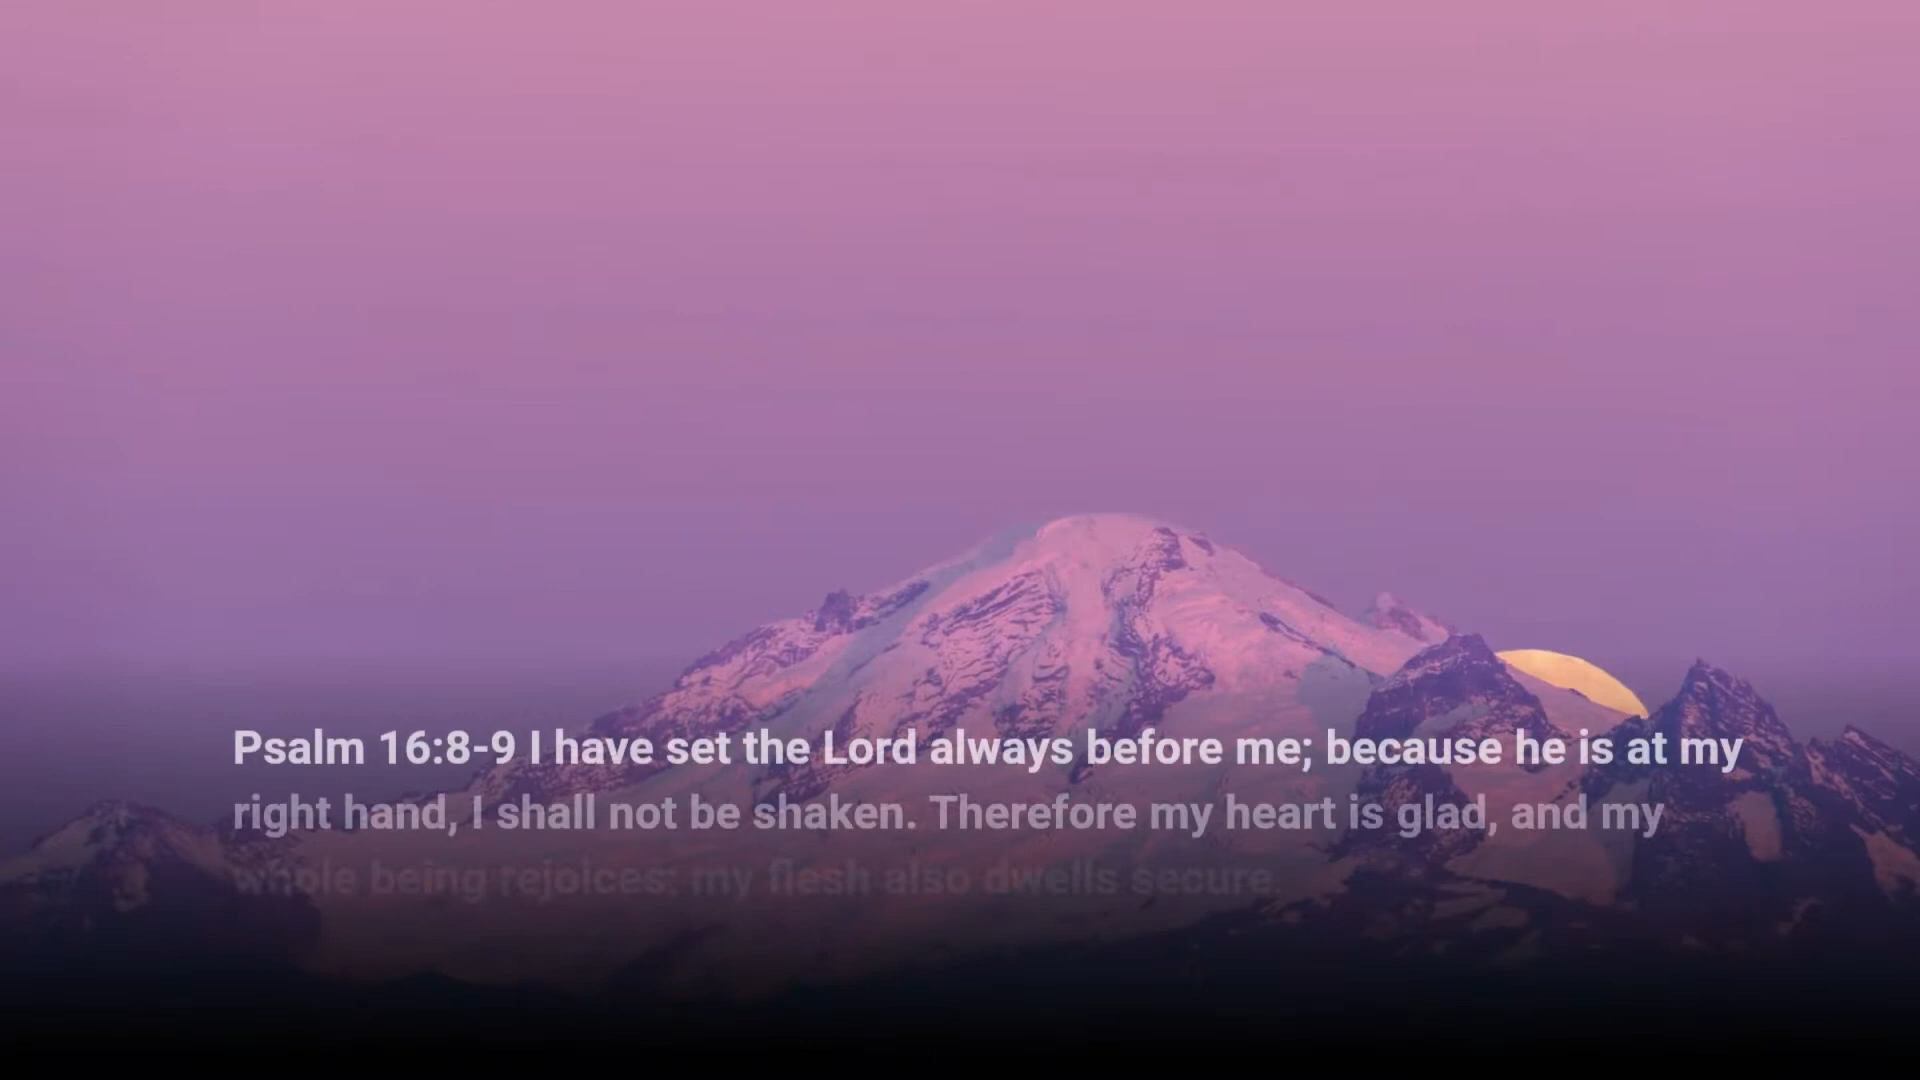 Psalm 16:8-9 I have set the Lord always before me; because he is at my
right hand, I shall not be shaken. Therefore my heart is glad, and my
whole being rejoices; my flesh also dwells secure.